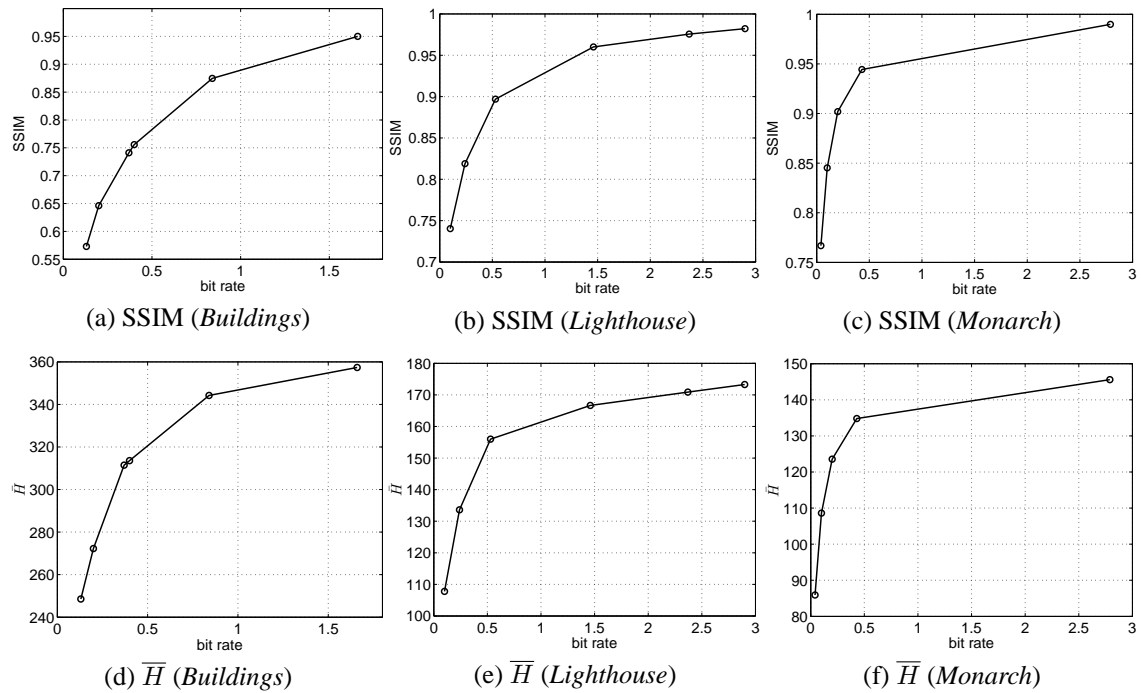 0.95
0.9
0.85
0.8
0.75
0.7
0.65
0.6
0.55
SSIM
0 0.5 1 1.5
bit rate
(a) SSIM (Buildings)
1
0.95
0.9
0.85
0.8
0.75
0.7
SSIM
0 0.5 1 1.5 2 2.5 3
bit rate
(b) SSIM (Lighthouse)
1
0.95
0.9
0.85
0.8
0.75
SSIM
0 0.5 1 1.5 2 2.5 3
bit rate
(c) SSIM (Monarch)
360
340
320
300
280
260
240
H̄
0 0.5 1 1.5
bit rate
(d) H̅ (Buildings)
180
170
160
150
140
130
120
110
100
H̄
0 0.5 1 1.5 2 2.5 3
bit rate
(e) H̅ (Lighthouse)
150
140
130
120
110
100
90
80
H̄
0 0.5 1 1.5 2 2.5 3
bit rate
(f) H̅ (Monarch)